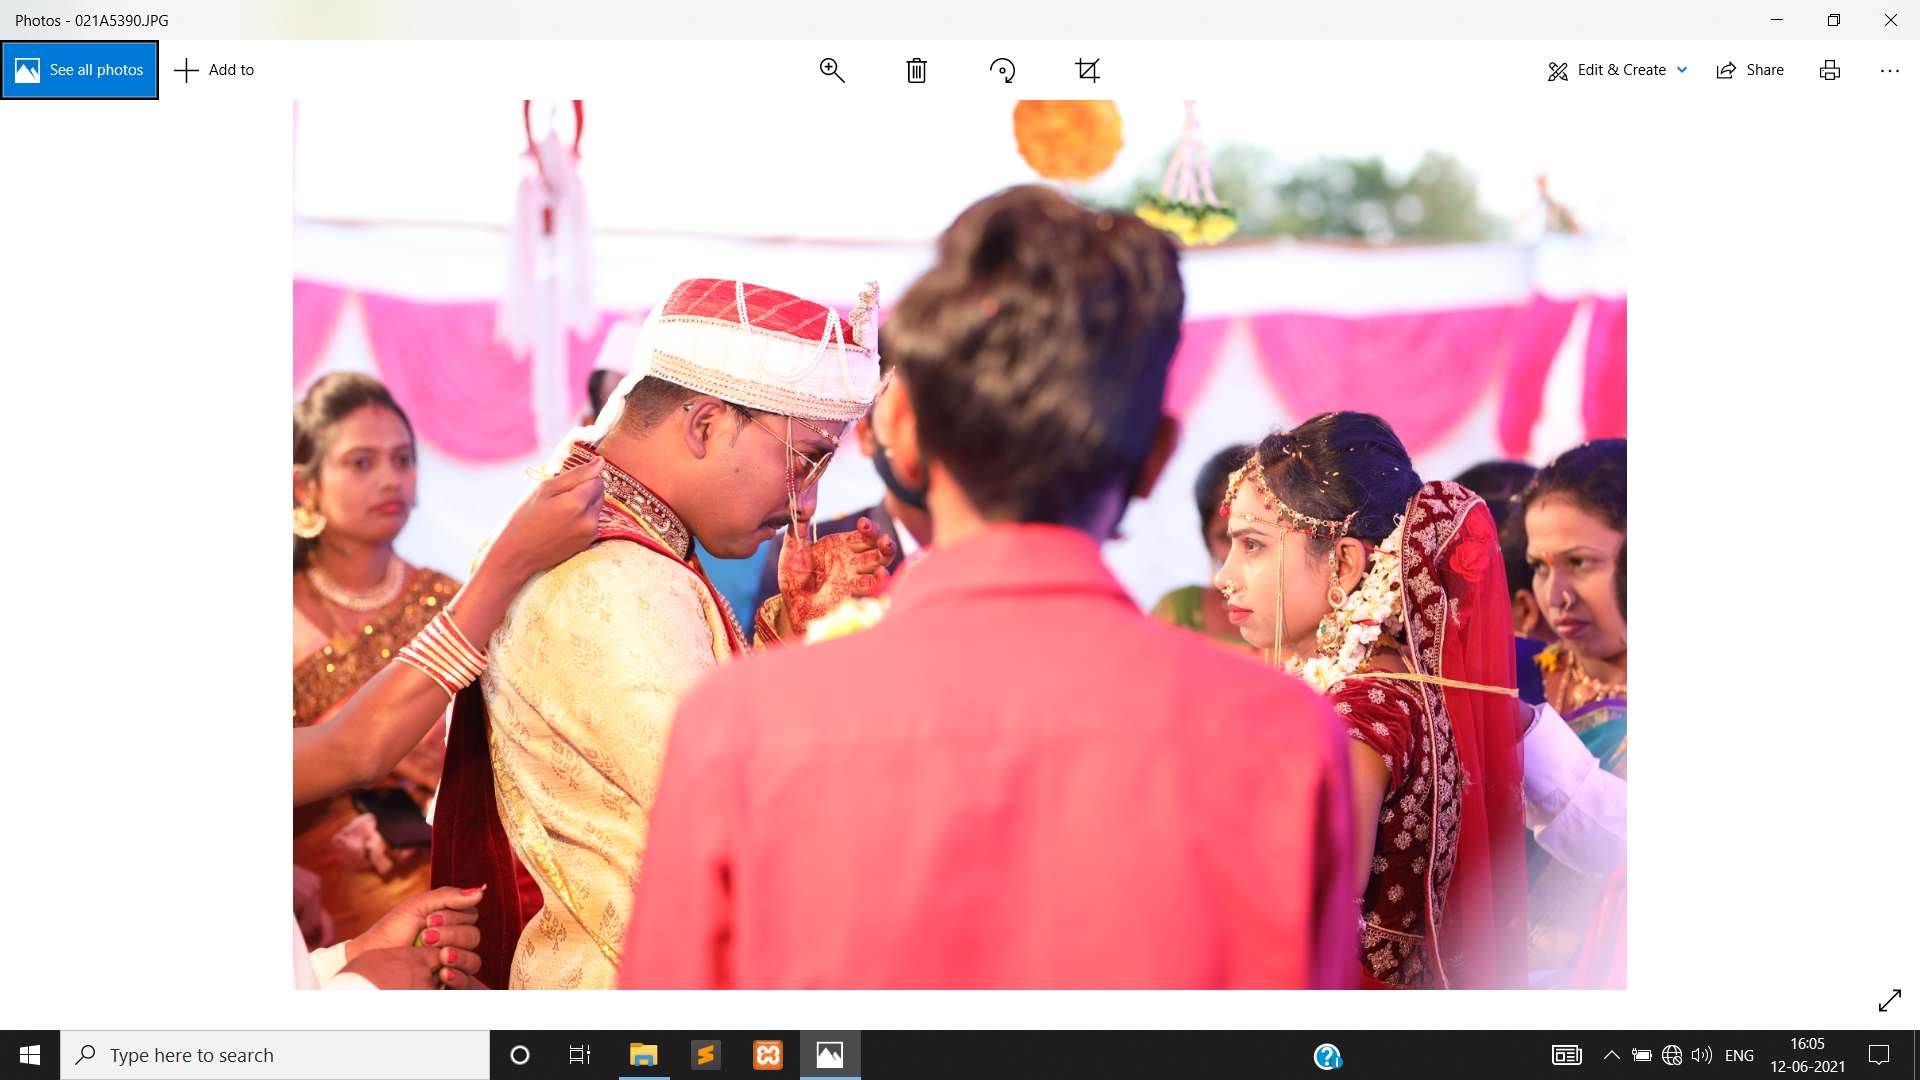 Photos - 021A5390.JPG
See all photos
Add to
Edit & Create
Share
Type here to search
ENG
16:05
12-06-2021